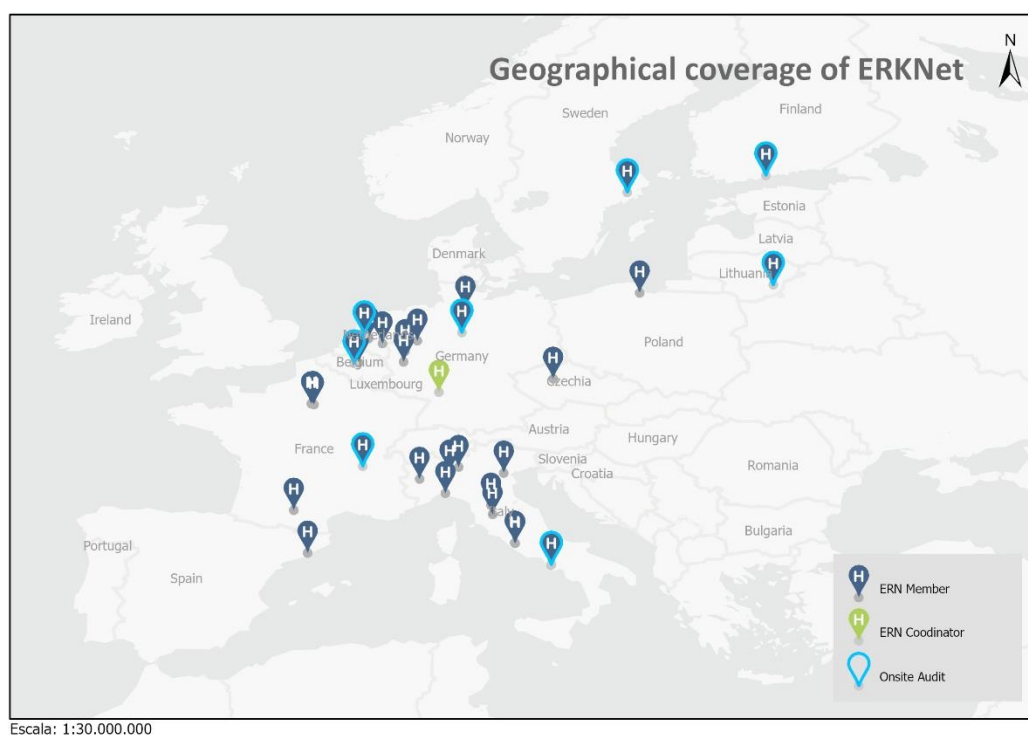 N
Geographical coverage of ERKNet
Finland
Sweden
Norway
Estonia
Latvia
Denmark
Lithuania
Ireland
Poland
Germany
Belgium
Luxembourg
Czechia
Austria
France
Hungary
Slovenia
Romania
Croatia
Italy
Bulgaria
Portugal
Spain
H ERN Member
H ERN Coodinator
Onsite Audit
Escala: 1:30.000.000